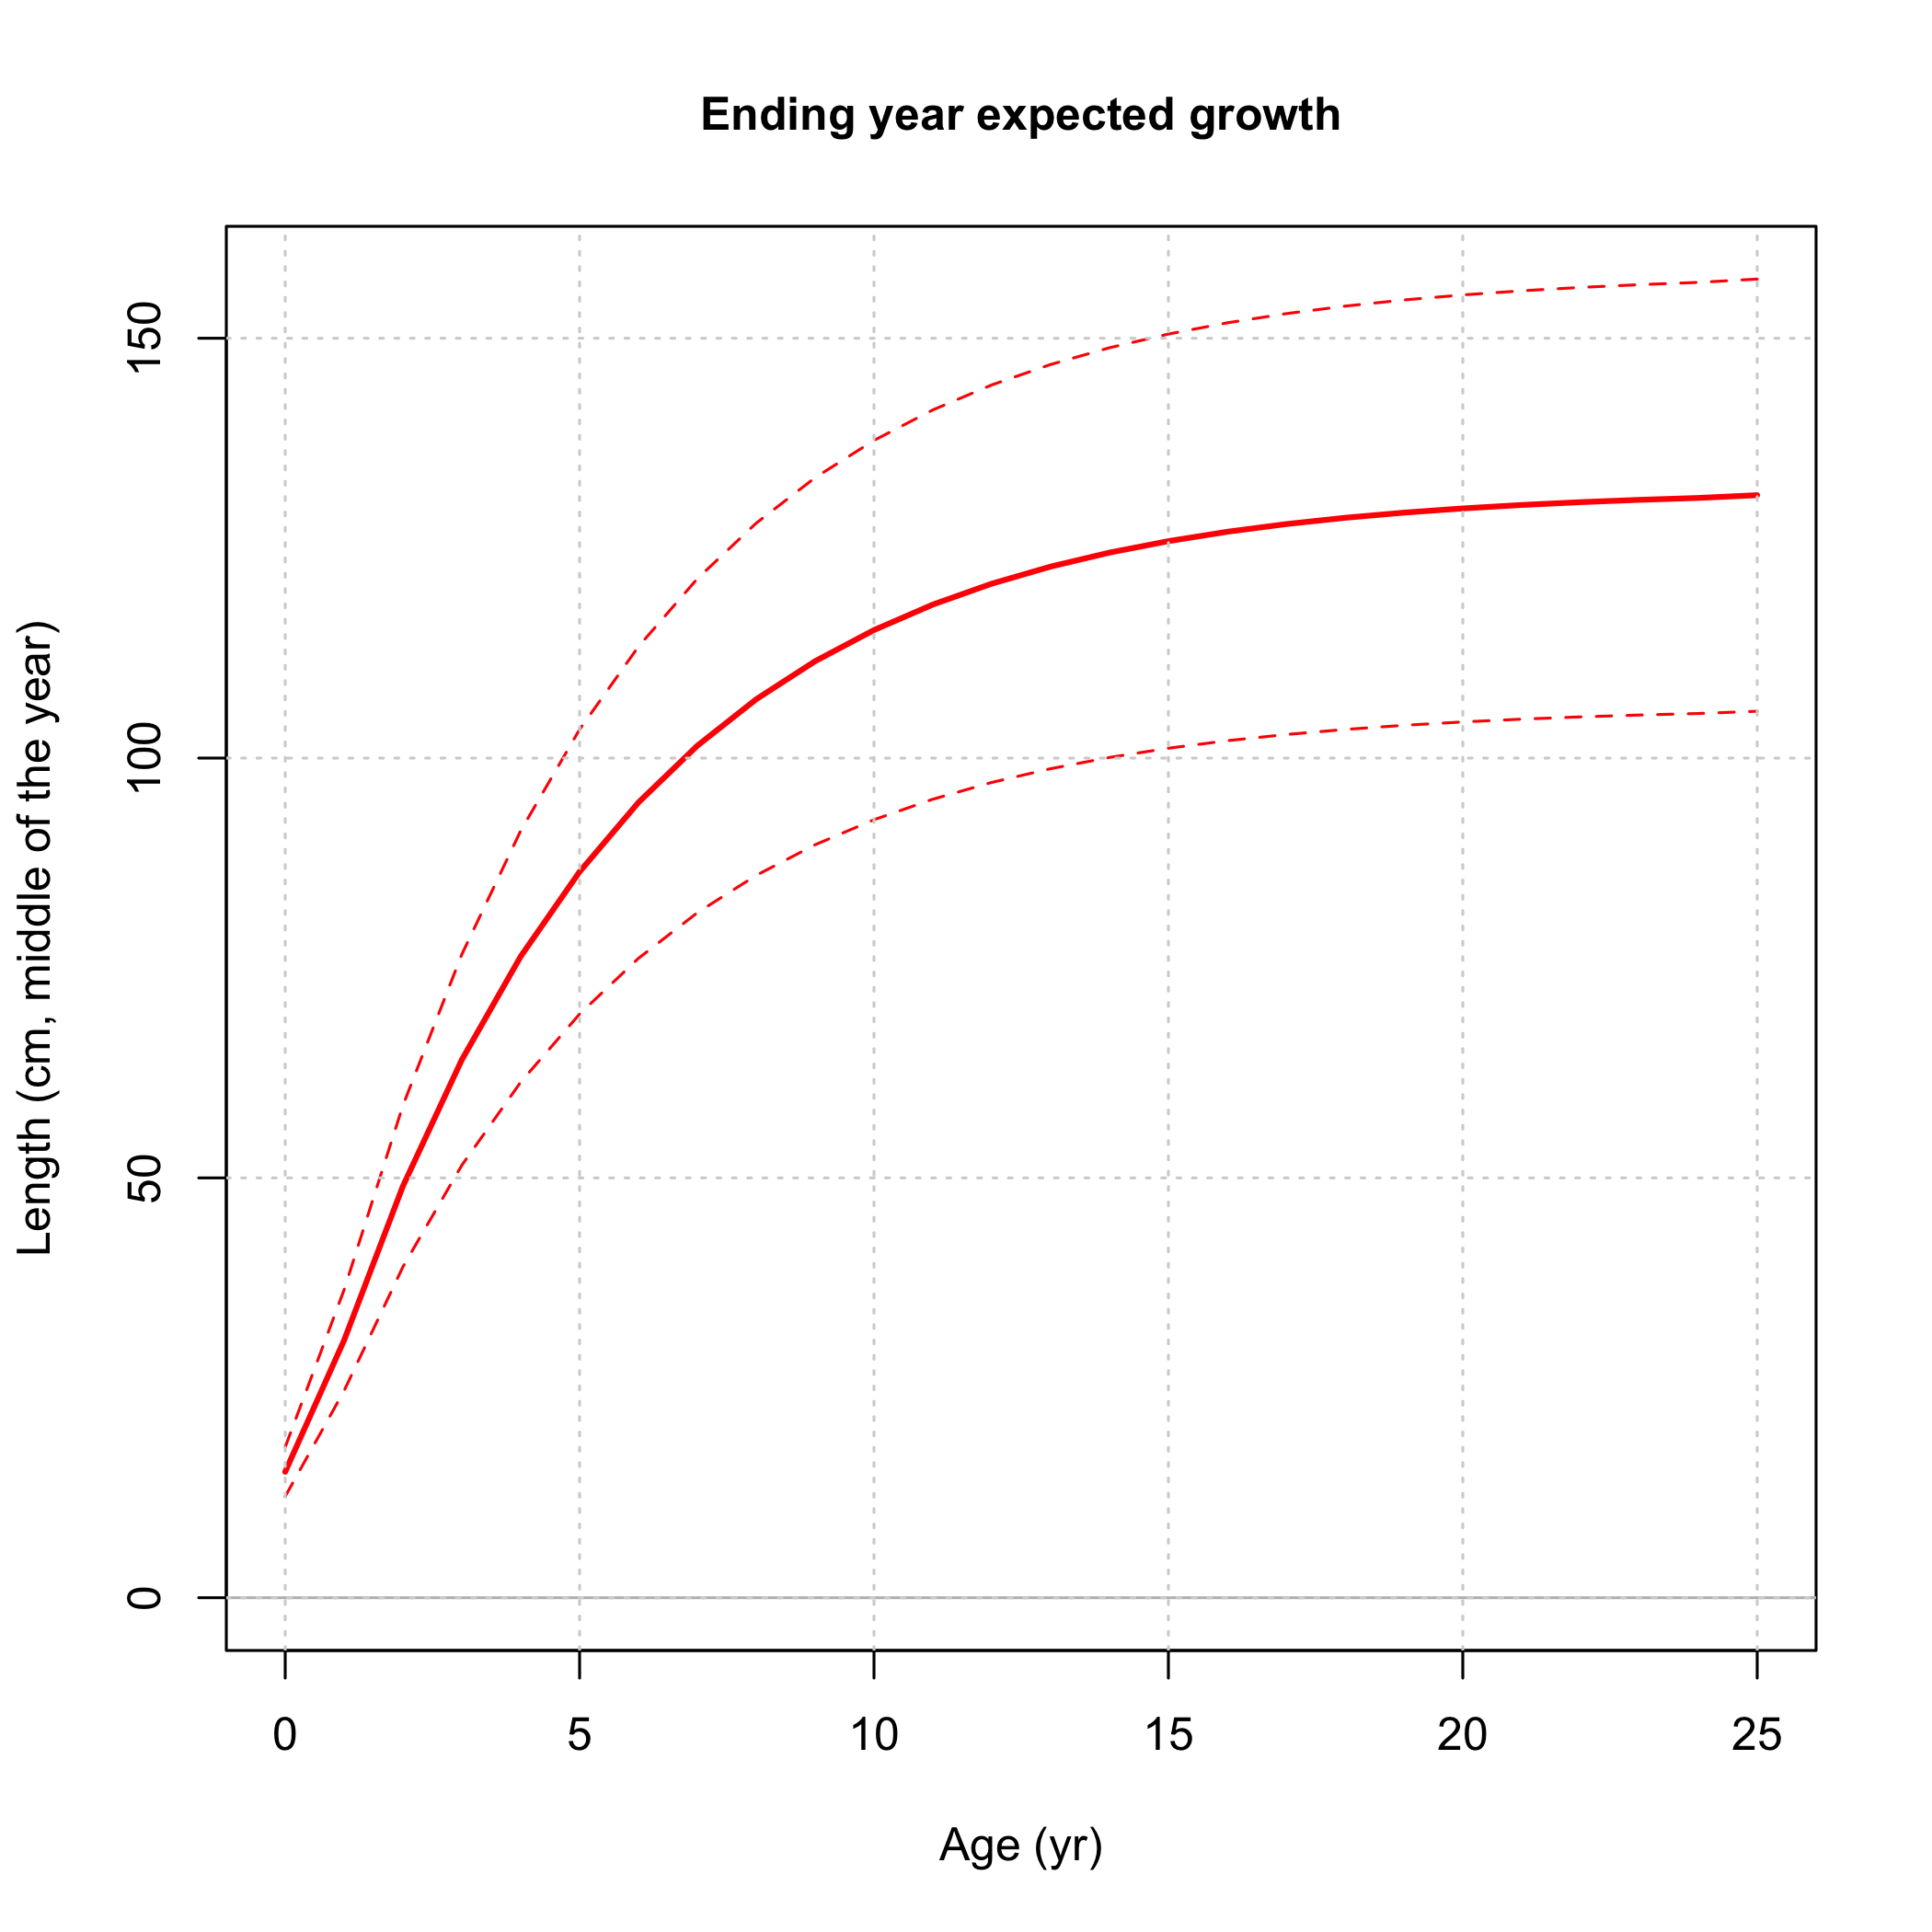 Ending year expected growth
Length (cm, middle of the year)
150
100
50
0
0 5 10 15 20 25
Age (yr)